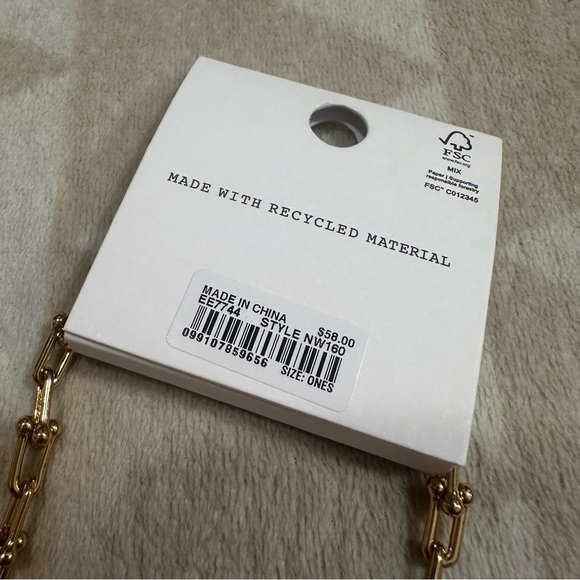 FSC
www.fsc.org
MIX
Paper | Supporting
responsible forestry
FSC™ C012345
MADE WITH RECYCLED MATERIAL
MADE IN CHINA
$58.00
EE7744 STYLE NW160
099107859656 SIZE: ONES